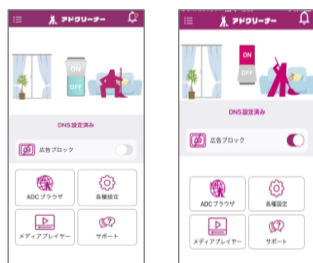 アドクリーナー
ON
OFF
DNS設定済み
広告ブロック
ADCブラウザ
各種設定
メディアプレイヤー
サポート
アドクリーナー
ON
OFF
DNS設定済み
広告ブロック
ADCブラウザ
各種設定
メディアプレイヤー
サポート